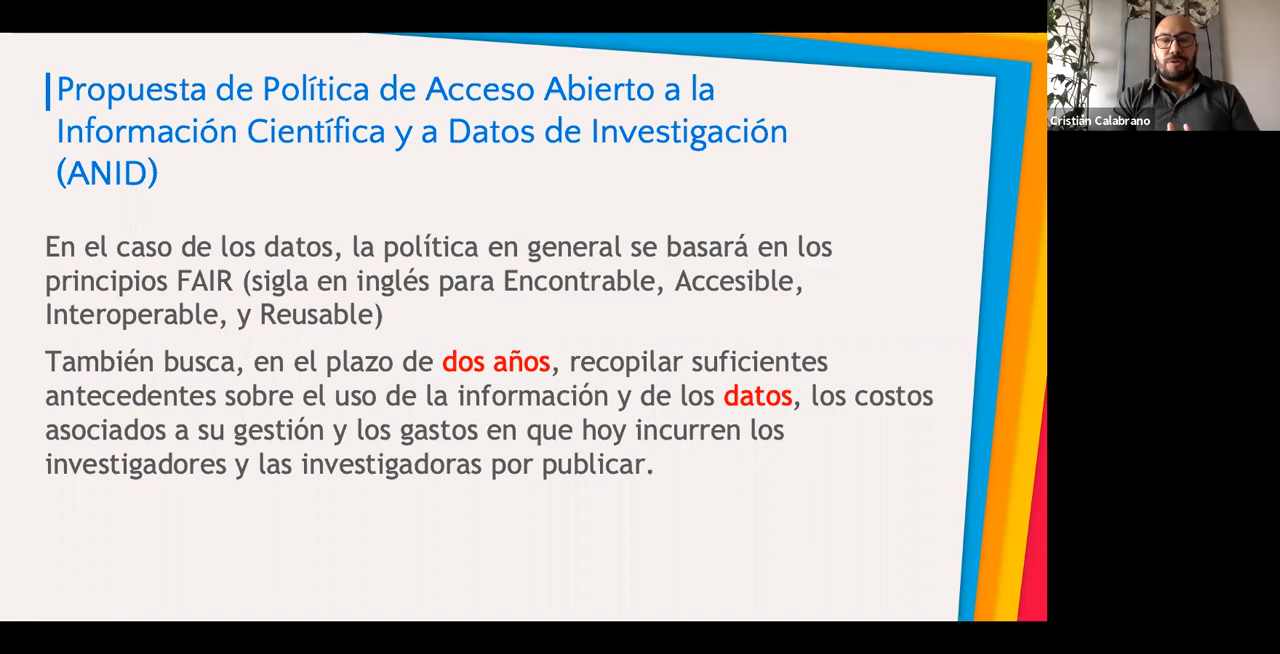 Propuesta de Política de Acceso Abierto a la
Información Científica y a Datos de Investigación
(ANID)
En el caso de los datos, la política en general se basará en los
principios FAIR (sigla en inglés para Encontrable, Accesible,
Interoperable, y Reusable)
También busca, en el plazo de dos años, recopilar suficientes
antecedentes sobre el uso de la información y de los datos, los costos
asociados a su gestión y los gastos en que hoy incurren los
investigadores y las investigadoras por publicar.
Cristian Calabrano